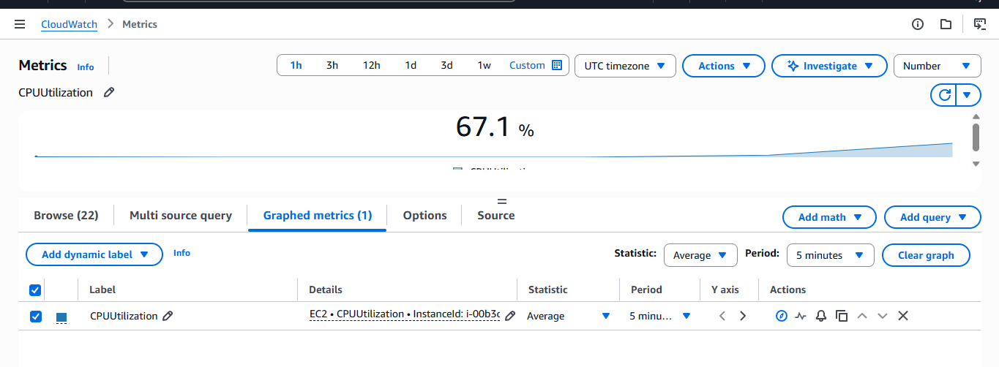 CloudWatch > Metrics
Metrics Info 1h 3h 12h 1d 3d 1w Custom UTC timezone Actions Investigate Number
CPUUtilization
67.1 %
Browse (22) Multi source query Graphed metrics (1) Options Source Add math Add query
Add dynamic label Info Statistic: Average Period: 5 minutes Clear graph
Label Details Statistic Period Y axis Actions
CPUUtilization EC2 • CPUUtilization • InstanceId: i-00b3c Average 5 minu...